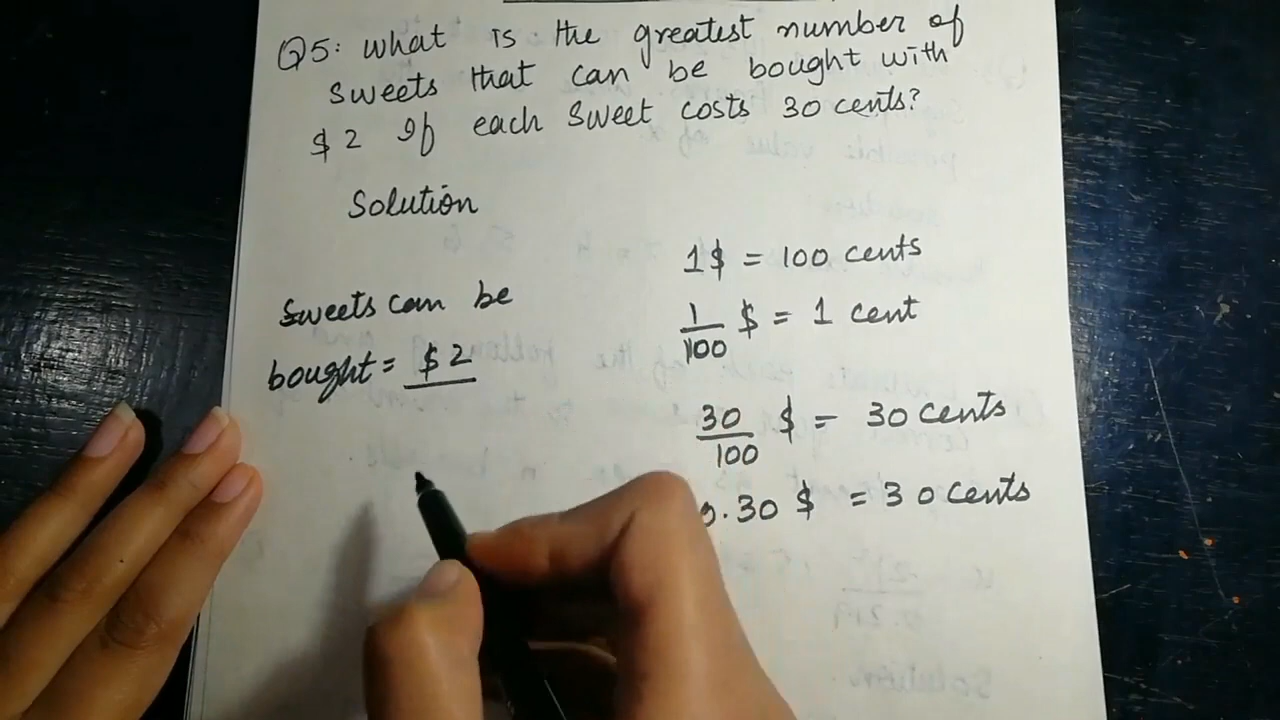 Q5: What is the greatest number of
sweets that can be bought with
$2 If each sweet costs 30 cents?
Solution
Sweets can be
bought = $2
1$ = 100 cents
1/100 $ = 1 cent
30/100 $ = 30 cents
0.30 $ = 30 cents